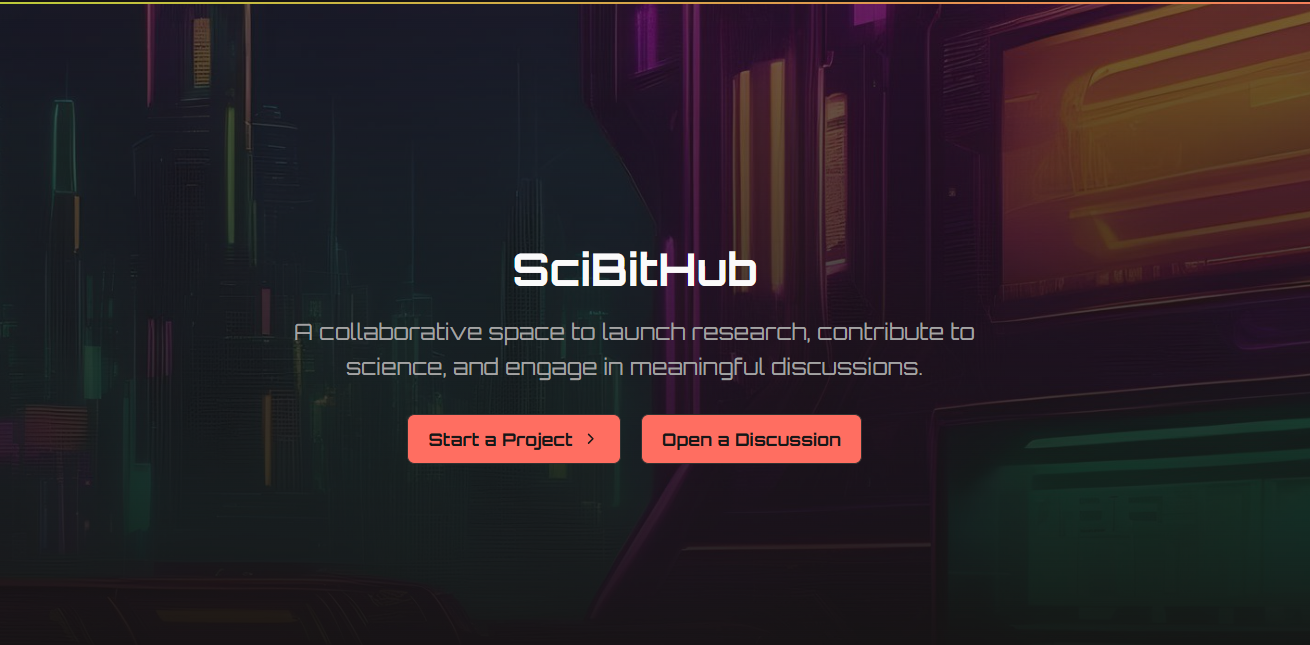 SciBitHub
A collaborative space to launch research, contribute to
science, and engage in meaningful discussions.
Start a Project
Open a Discussion